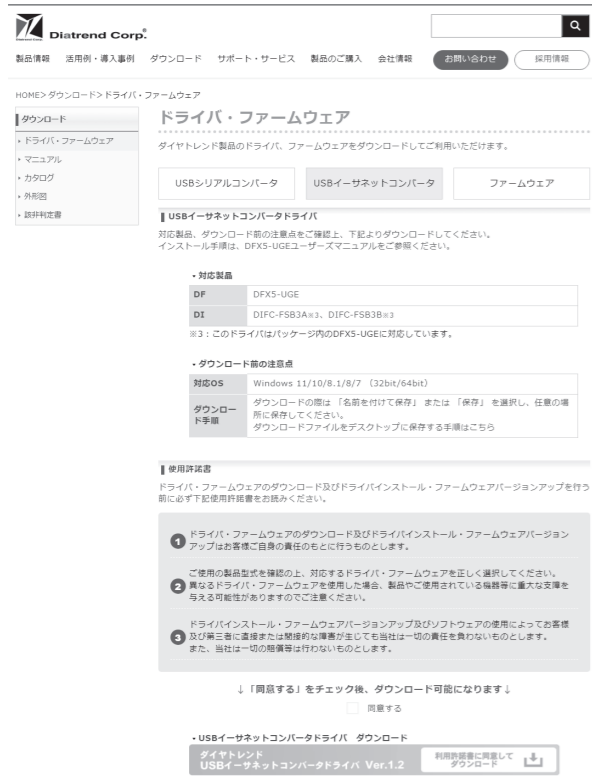 Diatrend Corp.®
製品情報 活用例・導入事例 ダウンロード サポート・サービス 製品のご購入 会社情報 お問い合わせ 採用情報
HOME> ダウンロード> ドライバ・ファームウェア
ダウンロード
ドライバ・ファームウェア
マニュアル
カタログ
外形図
該非判定書
ドライバ・ファームウェア
ダイヤトレンド製品のドライバ、ファームウェアをダウンロードしてご利用いただけます。
USBシリアルコンバータ USBイーサネットコンバータ ファームウェア
USBイーサネットコンバータドライバ
対応製品、ダウンロード前の注意点をご確認上、下記よりダウンロードしてください。
インストール手順は、DFX5-UGEユーザーズマニュアルをご参照ください。
・対応製品
DF DFX5-UGE
DI DIFC-FSB3A※3、DIFC-FSB3B※3
※3：このドライバはパッケージ内のDFX5-UGEに対応しています。
・ダウンロード前の注意点
対応OS Windows 11/10/8.1/8/7 （32bit/64bit）
ダウンロード手順 ダウンロードの際は 「名前を付けて保存」 または 「保存」 を選択し、任意の場
所に保存してください。
ダウンロードファイルをデスクトップに保存する手順はこちら
使用許諾書
ドライバ・ファームウェアのダウンロード及びドライバインストール・ファームウェアバージョンアップを行う
前に必ず下記使用許諾書をお読みください。
1 ドライバ・ファームウェアのダウンロード及びドライバインストール・ファームウェアバージョン
アップはお客様ご自身の責任のもとに行うものとします。
2 ご使用の製品型式を確認の上、対応するドライバ・ファームウェアを正しく選択してください。
異なるドライバ・ファームウェアを使用した場合、製品やご使用されている機器等に重大な支障を
与える可能性がありますのでご注意ください。
3 ドライバインストール・ファームウェアバージョンアップ及びソフトウェアの使用によってお客様
及び第三者に直接または間接的な障害が生じても当社は一切の責任を負わないものとします。
また、当社は一切の賠償等は行わないものとします。
↓「同意する」をチェック後、ダウンロード可能になります↓
同意する
・USBイーサネットコンバータドライバ ダウンロード
ダイヤトレンド
USBイーサネットコンバータドライバ Ver.1.2
利用許諾書に同意して
ダウンロード